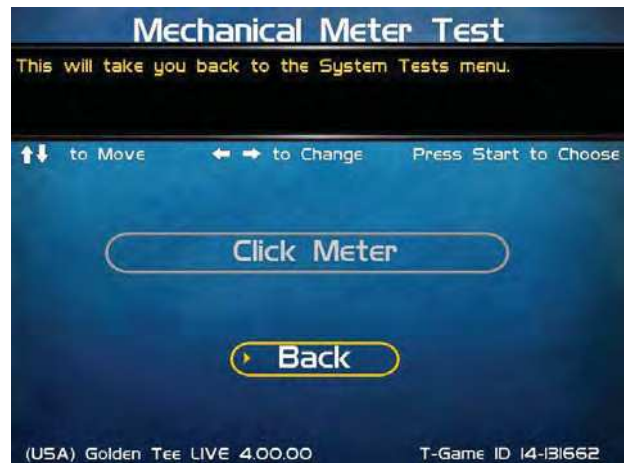 Mechanical Meter Test
This will take you back to the System Tests menu.
to Move to Change Press Start to Choose
Click Meter
Back
(USA) Golden Tee LIVE 4.00.00 T-Game ID 14-131662